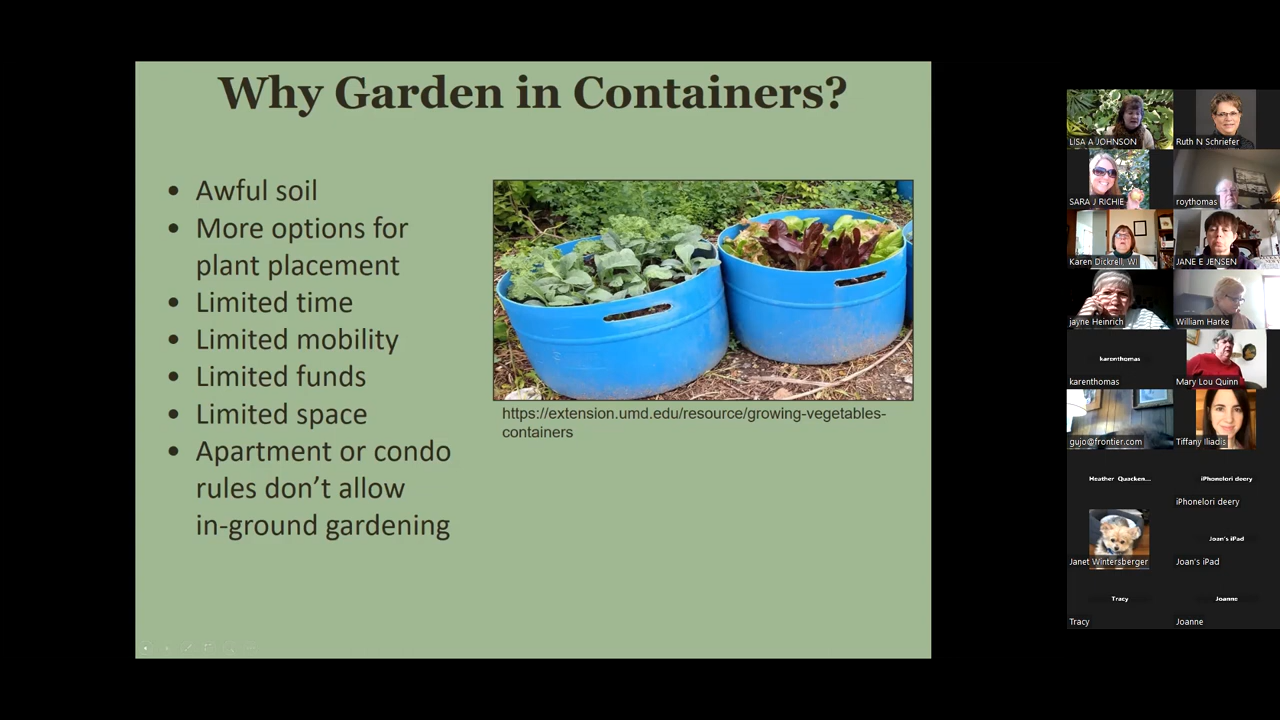 Why Garden in Containers?
• Awful soil
• More options for
plant placement
• Limited time
• Limited mobility
• Limited funds
• Limited space
• Apartment or condo
rules don’t allow
in-ground gardening
https://extension.umd.edu/resource/growing-vegetables-
containers
LISA A JOHNSON
Ruth N Schriefer
SARA J RICHIE
roythomas
Karen Dickrell, WI
JANE E JENSEN
jayne Heinrich
William Harke
karenthomas
karenthomas
Mary Lou Quinn
gujo@frontier.com
Tiffany Iliadis
Heather Quacken...
iPhonelori deery
iPhonelori deery
Janet Wintersberger
Joan's iPad
Joan's iPad
Tracy
Tracy
Joanne
Joanne